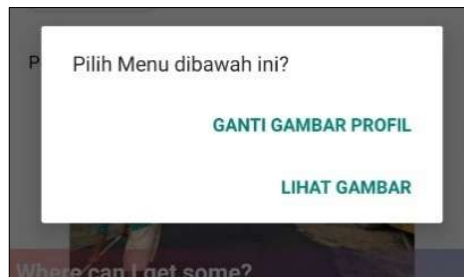 P
Pilih Menu dibawah ini?
GANTI GAMBAR PROFIL
LIHAT GAMBAR
Where can I get some?